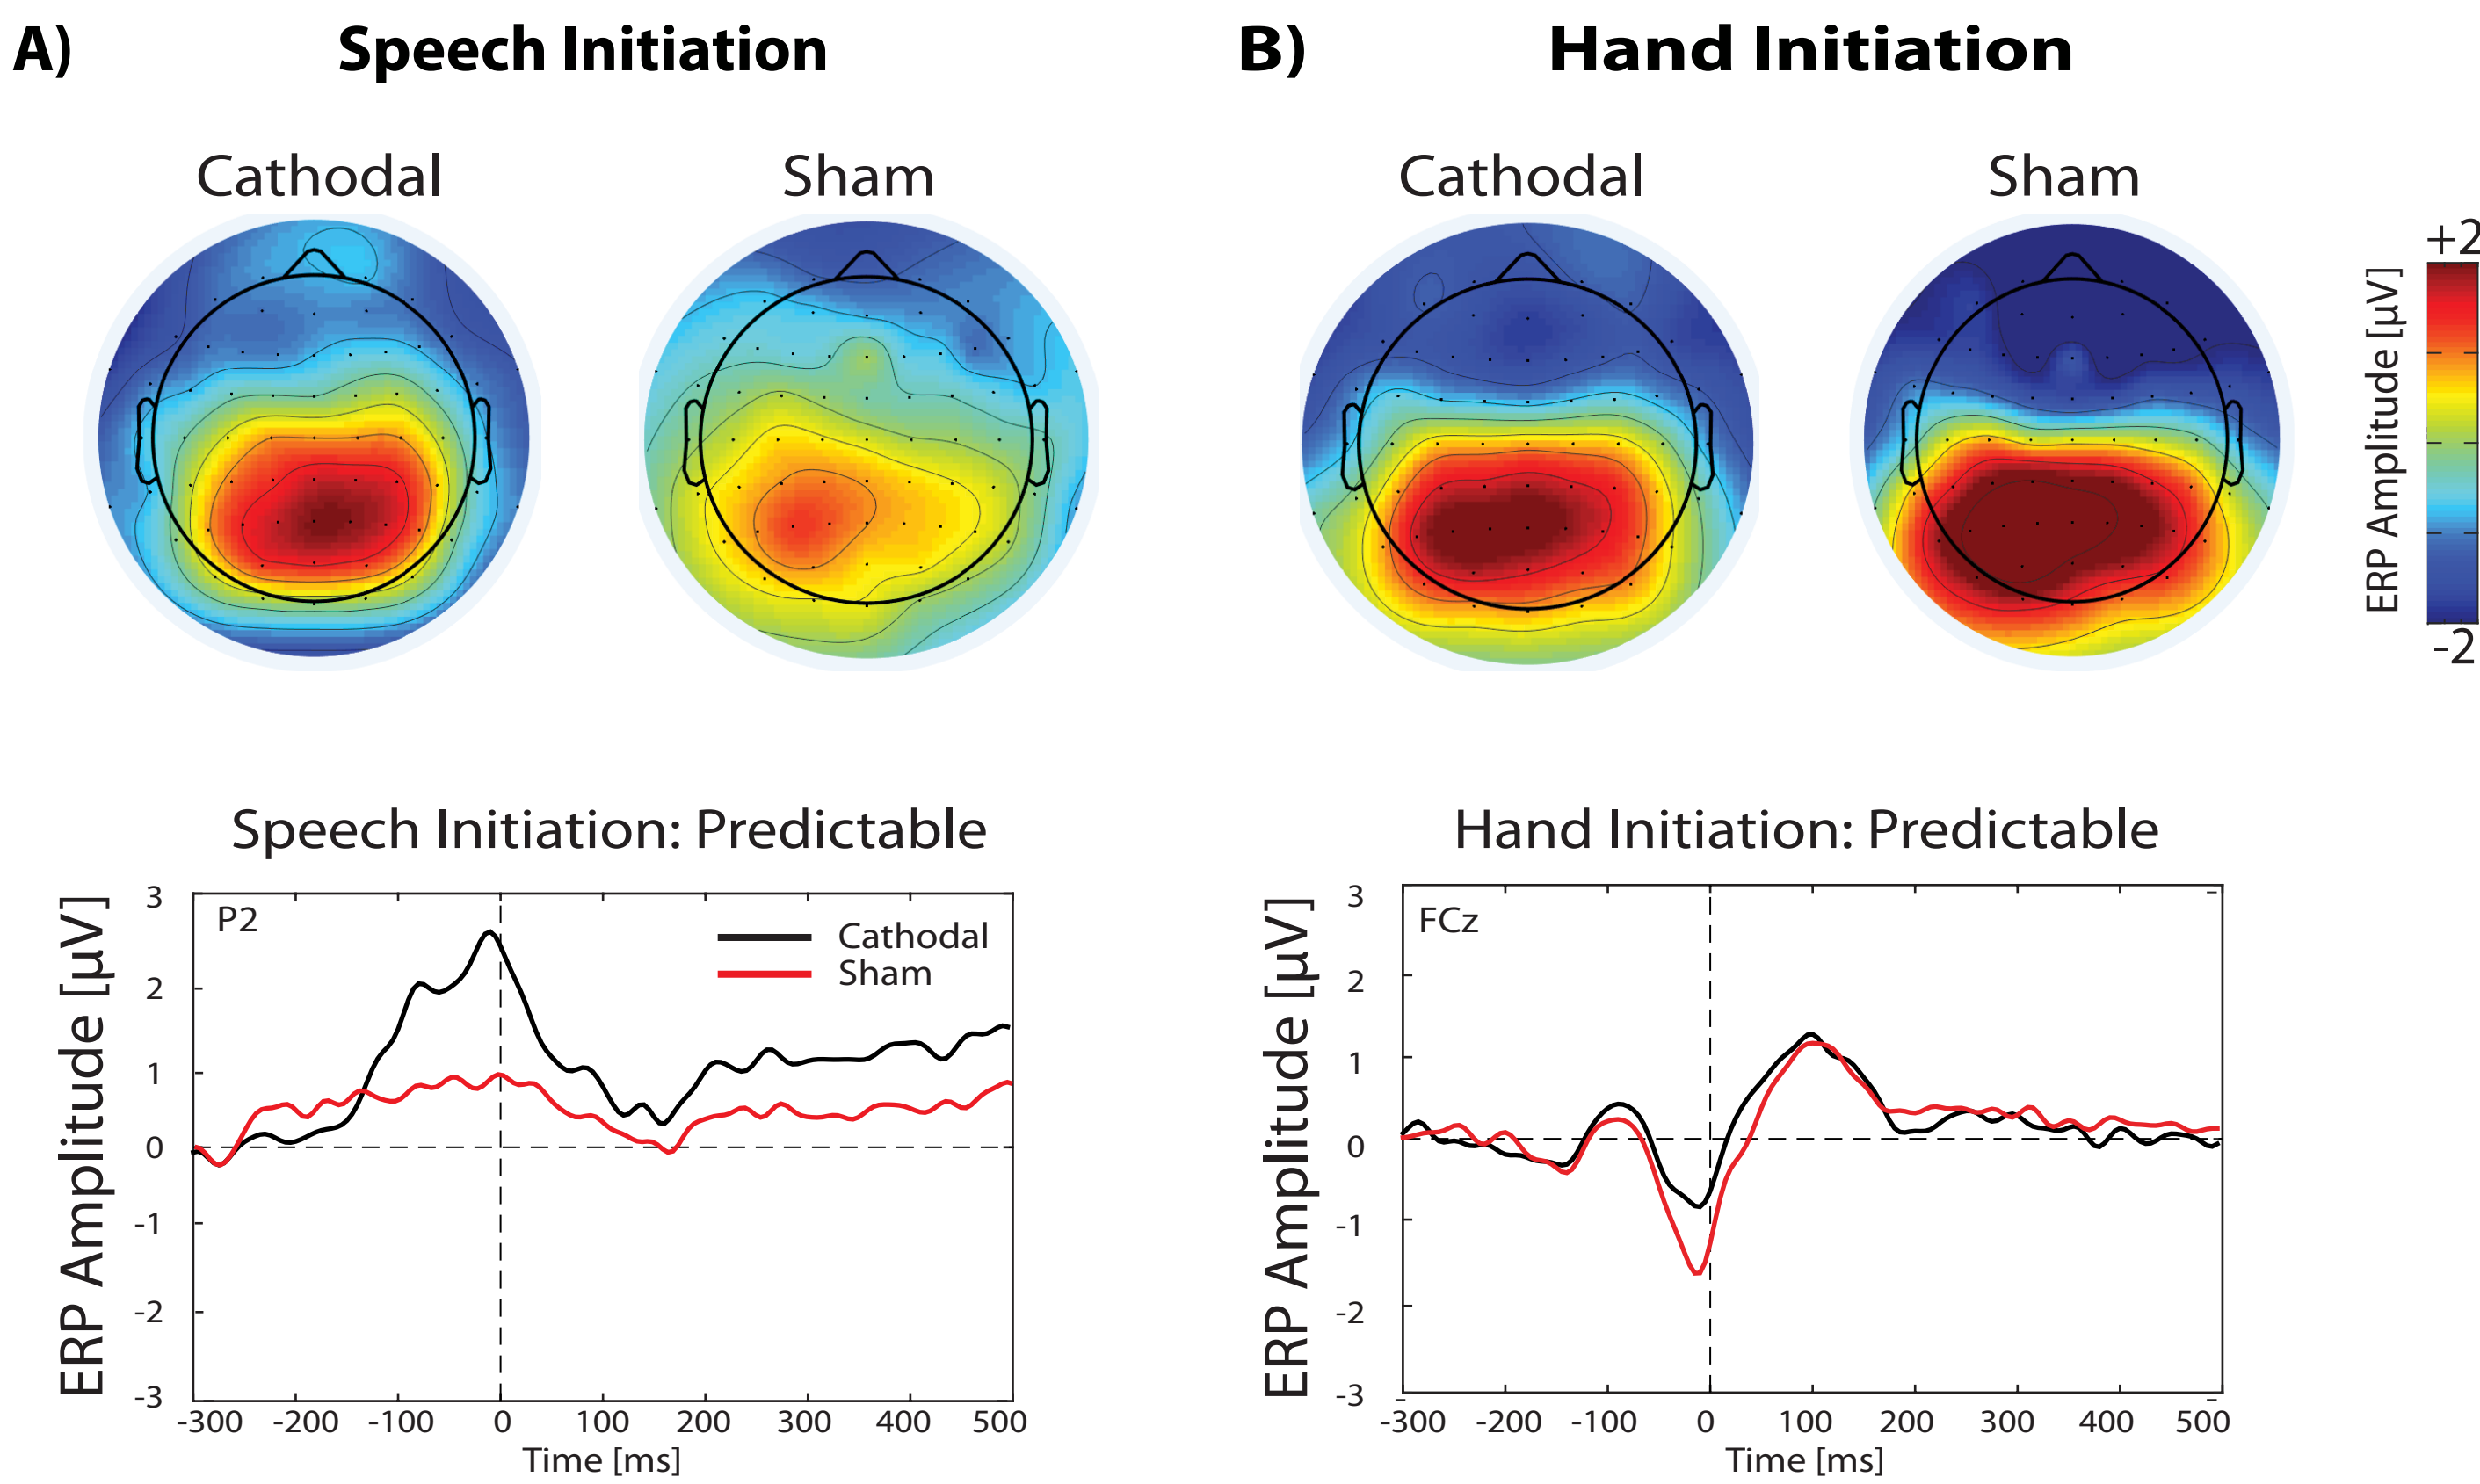 A) Speech Initiation
B) Hand Initiation
Cathodal
Sham
Cathodal
Sham
+2
ERP Amplitude [µV]
-2
Speech Initiation: Predictable
P2
Cathodal
Sham
ERP Amplitude [µV]
3
2
1
0
-1
-2
-3
-300 -200 -100 0 100 200 300 400 500
Time [ms]
Hand Initiation: Predictable
FCz
ERP Amplitude [µV]
3
2
1
0
-1
-2
-3
-300 -200 -100 0 100 200 300 400 500
Time [ms]